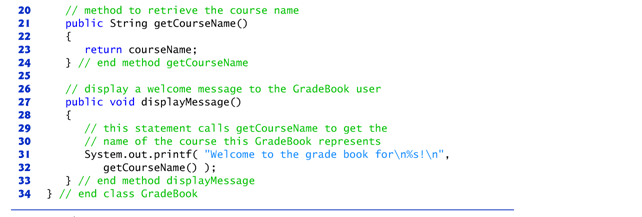 20 // method to retrieve the course name
21 public String getCourseName()
22 {
23 return courseName;
24 } // end method getCourseName
25
26 // display a welcome message to the GradeBook user
27 public void displayMessage()
28 {
29 // this statement calls getCourseName to get the
30 // name of the course this GradeBook represents
31 System.out.printf( "Welcome to the grade book for\n%s!\n",
32 getCourseName() );
33 } // end method displayMessage
34 } // end class GradeBook